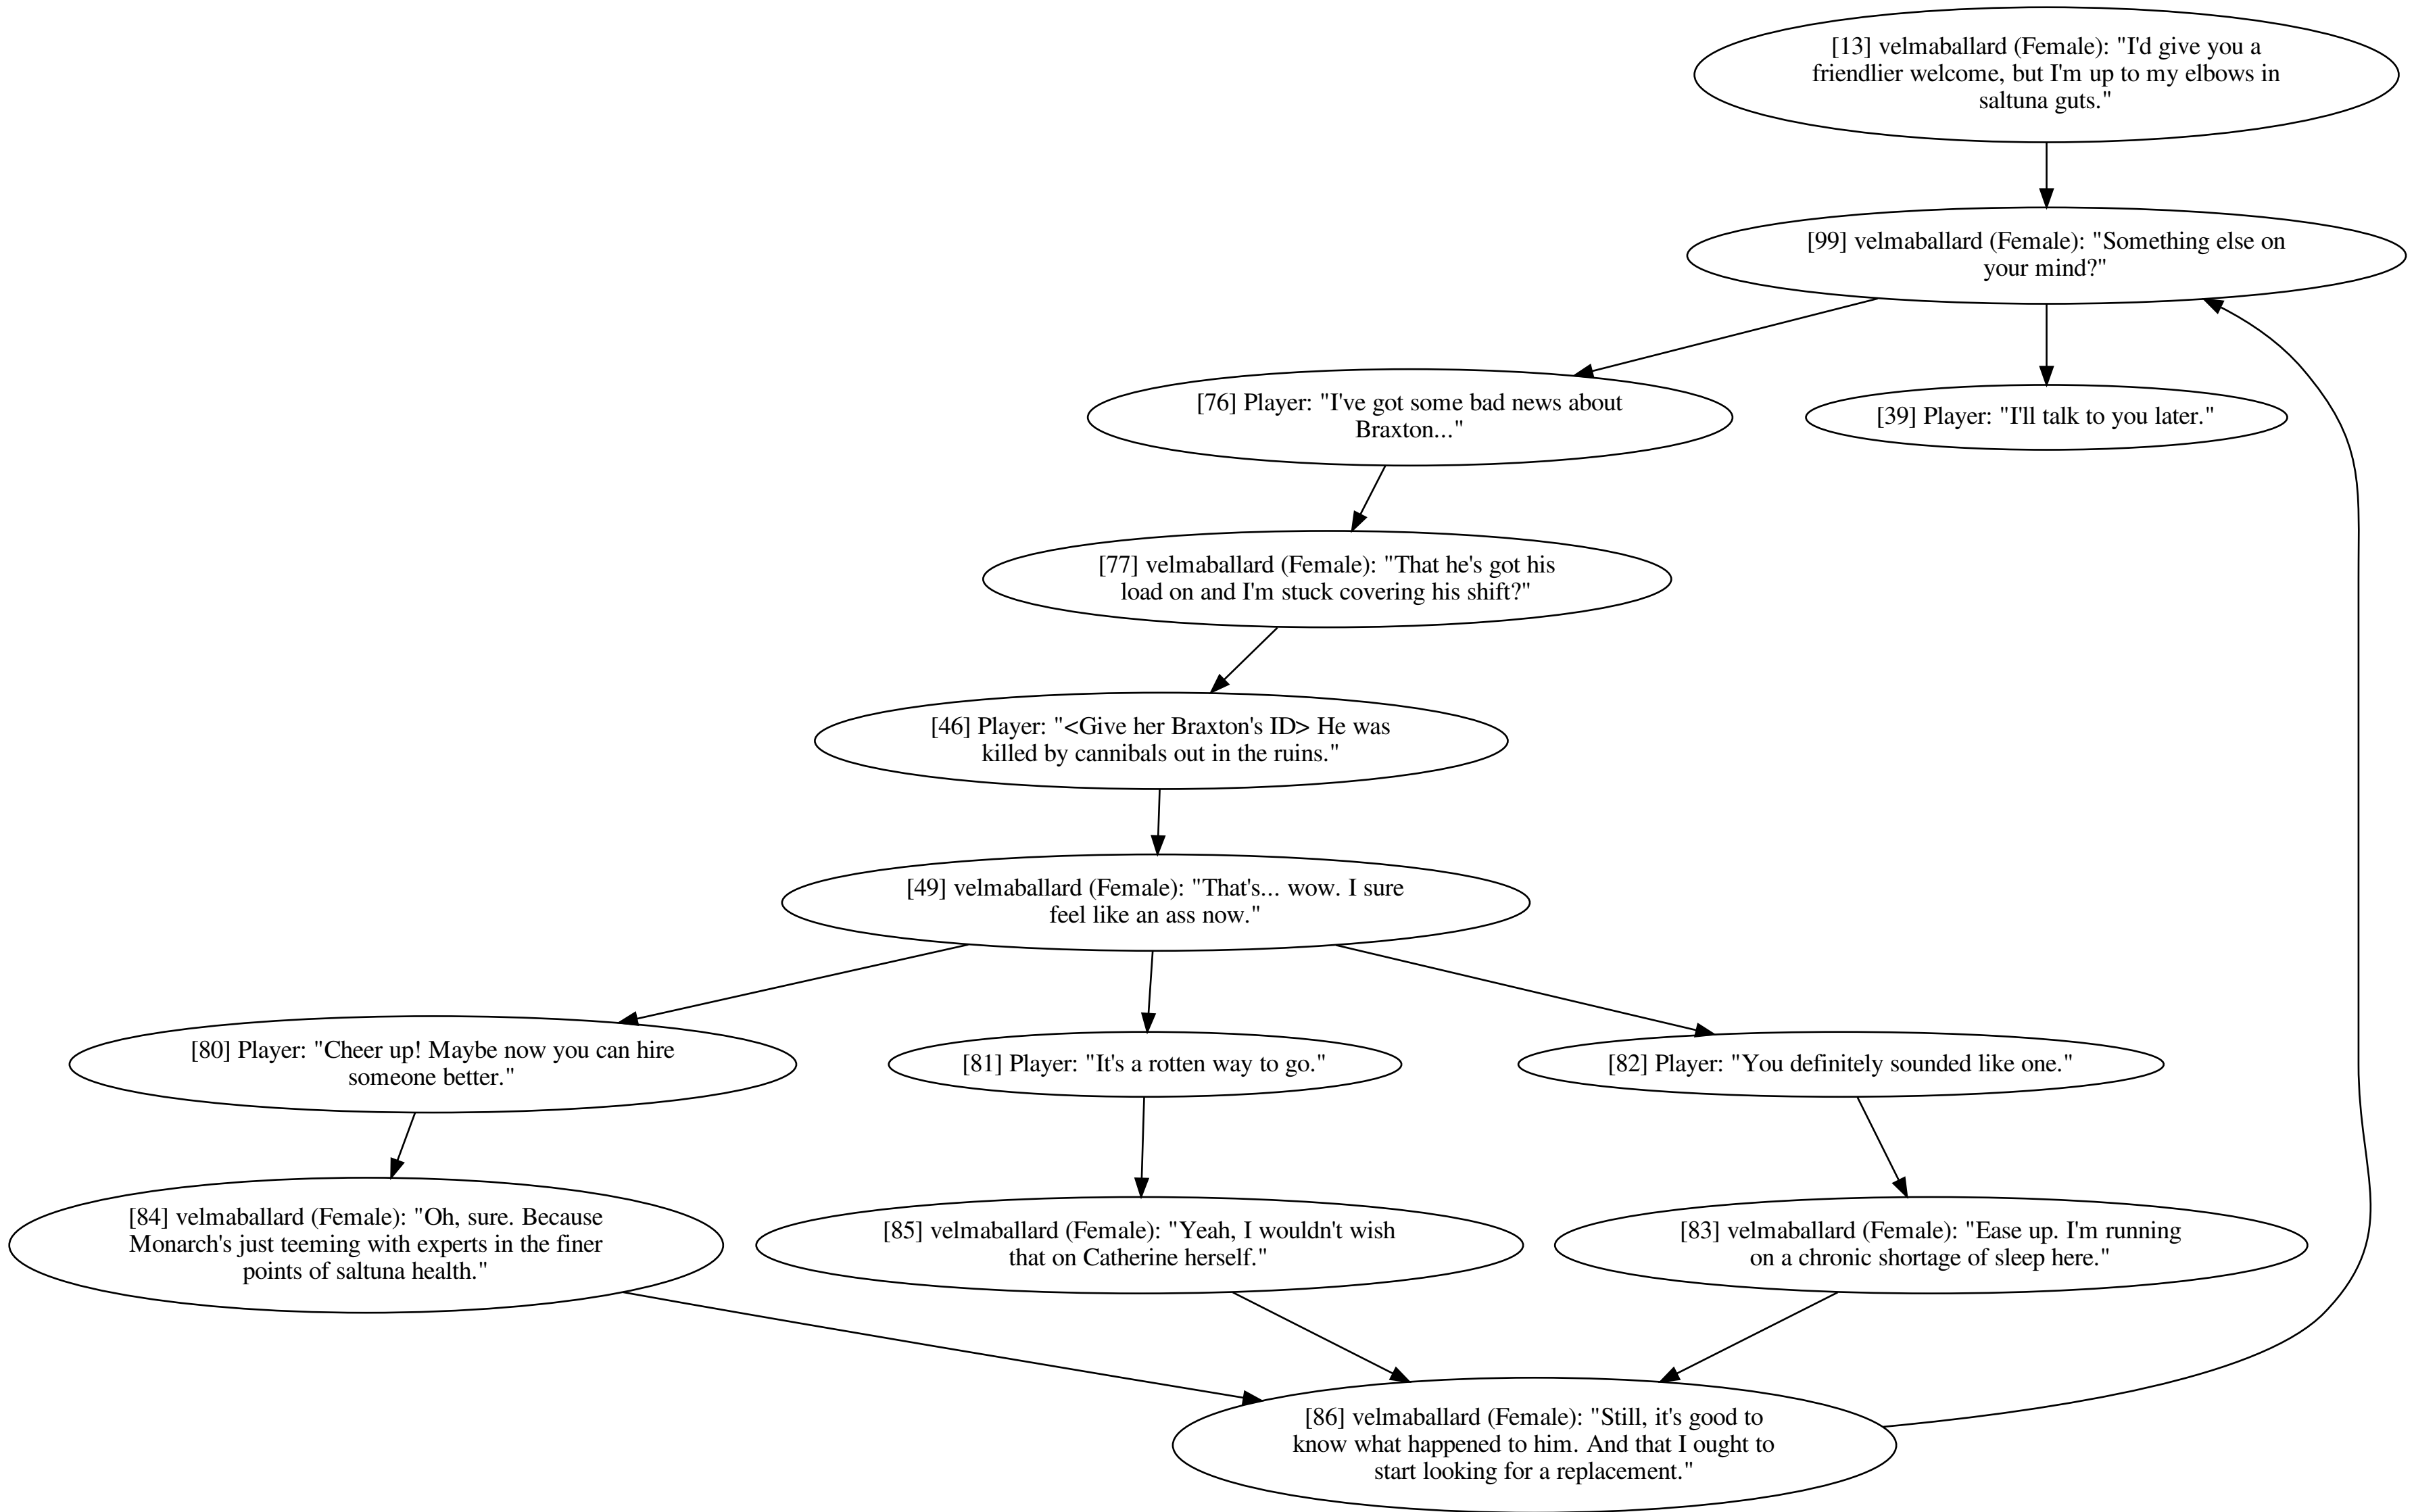 [13] velmaballard (Female): "I'd give you a
friendlier welcome, but I'm up to my elbows in
saltuna guts."
[99] velmaballard (Female): "Something else on
your mind?"
[76] Player: "I've got some bad news about
Braxton..."
[39] Player: "I'll talk to you later."
[77] velmaballard (Female): "That he's got his
load on and I'm stuck covering his shift?"
[46] Player: "<Give her Braxton's ID> He was
killed by cannibals out in the ruins."
[49] velmaballard (Female): "That's... wow. I sure
feel like an ass now."
[80] Player: "Cheer up! Maybe now you can hire
someone better."
[81] Player: "It's a rotten way to go."
[82] Player: "You definitely sounded like one."
[84] velmaballard (Female): "Oh, sure. Because
Monarch's just teeming with experts in the finer
points of saltuna health."
[85] velmaballard (Female): "Yeah, I wouldn't wish
that on Catherine herself."
[83] velmaballard (Female): "Ease up. I'm running
on a chronic shortage of sleep here."
[86] velmaballard (Female): "Still, it's good to
know what happened to him. And that I ought to
start looking for a replacement."